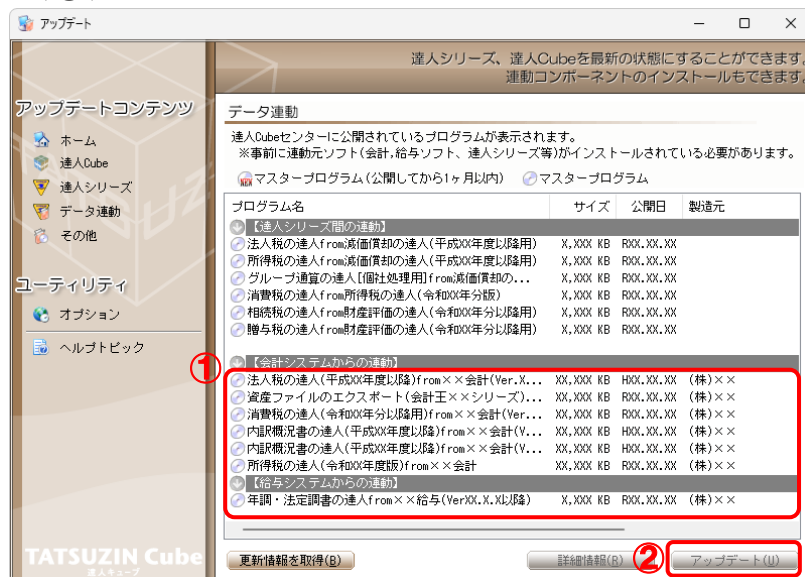 アップデート
達人シリーズ、達人Cubeを最新の状態にすることができます。
連動コンポーネントのインストールもできます。
アップデートコンテンツ
ホーム
達人Cube
達人シリーズ
データ連動
その他
ユーティリティ
オプション
ヘルプトピック
データ連動
達人Cubeセンターに公開されているプログラムが表示されます。
※事前に連動元ソフト(会計,給与ソフト、達人シリーズ等)がインストールされている必要があります。
マスタープログラム(公開してから1ヶ月以内) マスタープログラム
プログラム名 サイズ 公開日 製造元
【達人シリーズ間の連動】
法人税の達人from減価償却の達人(平成XX年度以降用) X,XXX KB RXX.XX.XX
所得税の達人from減価償却の達人(平成XX年度以降用) X,XXX KB RXX.XX.XX
グループ通算の達人[個社処理用]from減価償却の... X,XXX KB RXX.XX.XX
消費税の達人from所得税の達人(令和XX年分版) X,XXX KB RXX.XX.XX
相続税の達人from財産評価の達人(令和XX年分以降用) X,XXX KB RXX.XX.XX
贈与税の達人from財産評価の達人(令和XX年分以降用) X,XXX KB RXX.XX.XX
①
【会計システムからの連動】
法人税の達人(平成XX年度以降)from××会計(Ver.X... XX,XXX KB HXX.XX.XX (株)××
資産ファイルのエクスポート(会計王××シリーズ)... XX,XXX KB HXX.XX.XX (株)××
消費税の達人(令和XX年分以降用)from××会計(Ver... XX,XXX KB RXX.XX.XX (株)××
内訳概況書の達人(平成XX年度以降)from××会計(V... XX,XXX KB HXX.XX.XX (株)××
内訳概況書の達人(平成XX年度以降)from××会計(V... XX,XXX KB RXX.XX.XX (株)××
所得税の達人(令和XX年度版)from××会計 XX,XXX KB RXX.XX.XX (株)××
【給与システムからの連動】
年調・法定調書の達人from××給与(VerXX.X.X以降) X,XXX KB RXX.XX.XX (株)××
更新情報を取得(B) 詳細情報(R) ② アップデート(U)
TATSUZIN Cube
達人キューブ